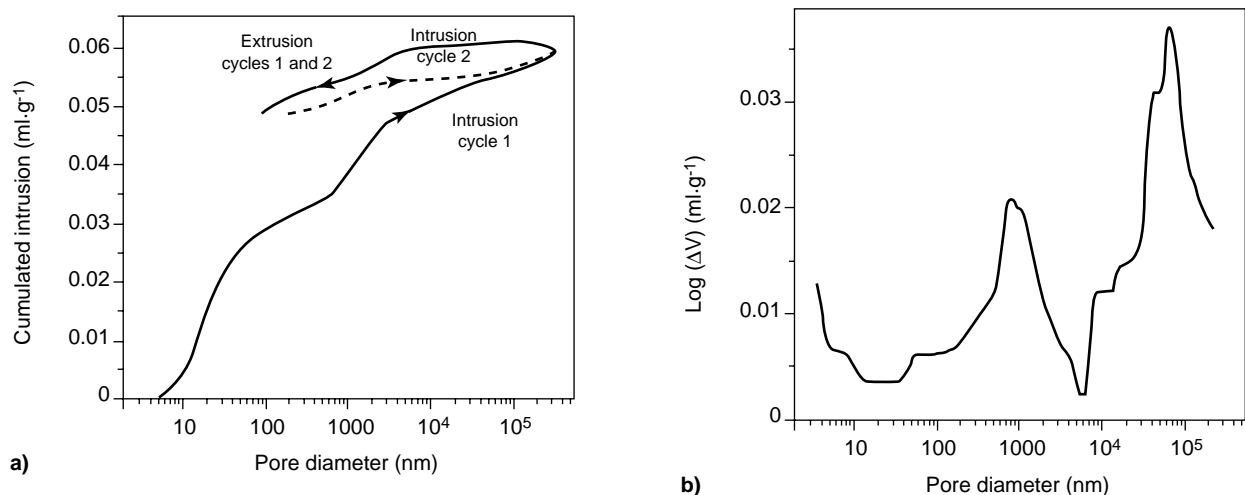 0.06
0.05
0.04
0.03
0.02
0.01
0
Cumulated intrusion (ml·g⁻¹)
Extrusion
cycles 1 and 2
Intrusion
cycle 2
Intrusion
cycle 1
10
100
1000
10⁴
10⁵
Pore diameter (nm)
a)
0.03
0.02
0.01
0
Log (ΔV) (ml·g⁻¹)
10
100
1000
10⁴
10⁵
Pore diameter (nm)
b)